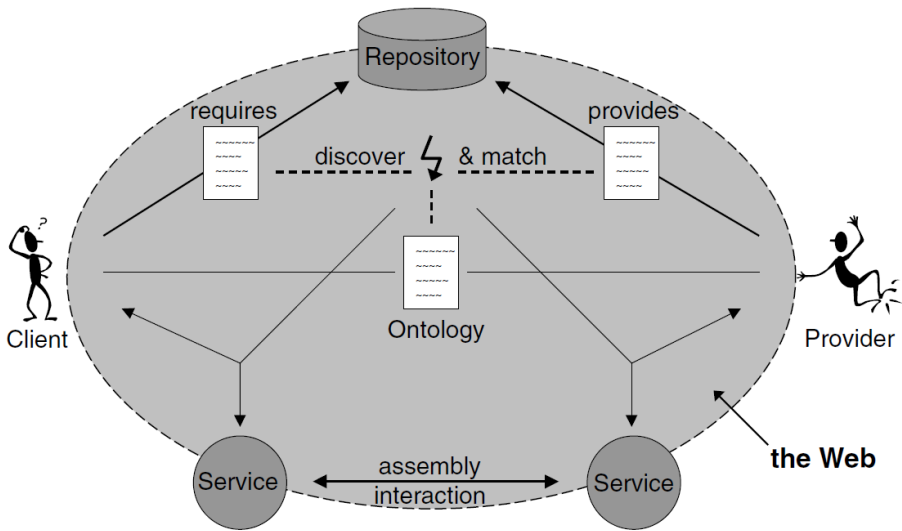 Repository
requires
provides
discover & match
?
Client
Ontology
Provider
the Web
Service
assembly
interaction
Service